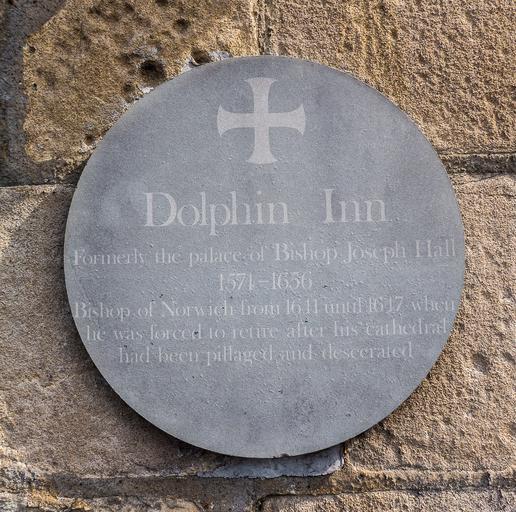 Dolphin Inn
Formerly the palace of Bishop Joseph Hall
1574-1656
Bishop of Norwich from 1641 until 1647 when
he was forced to retire after his cathedral
had been pillaged and descerated